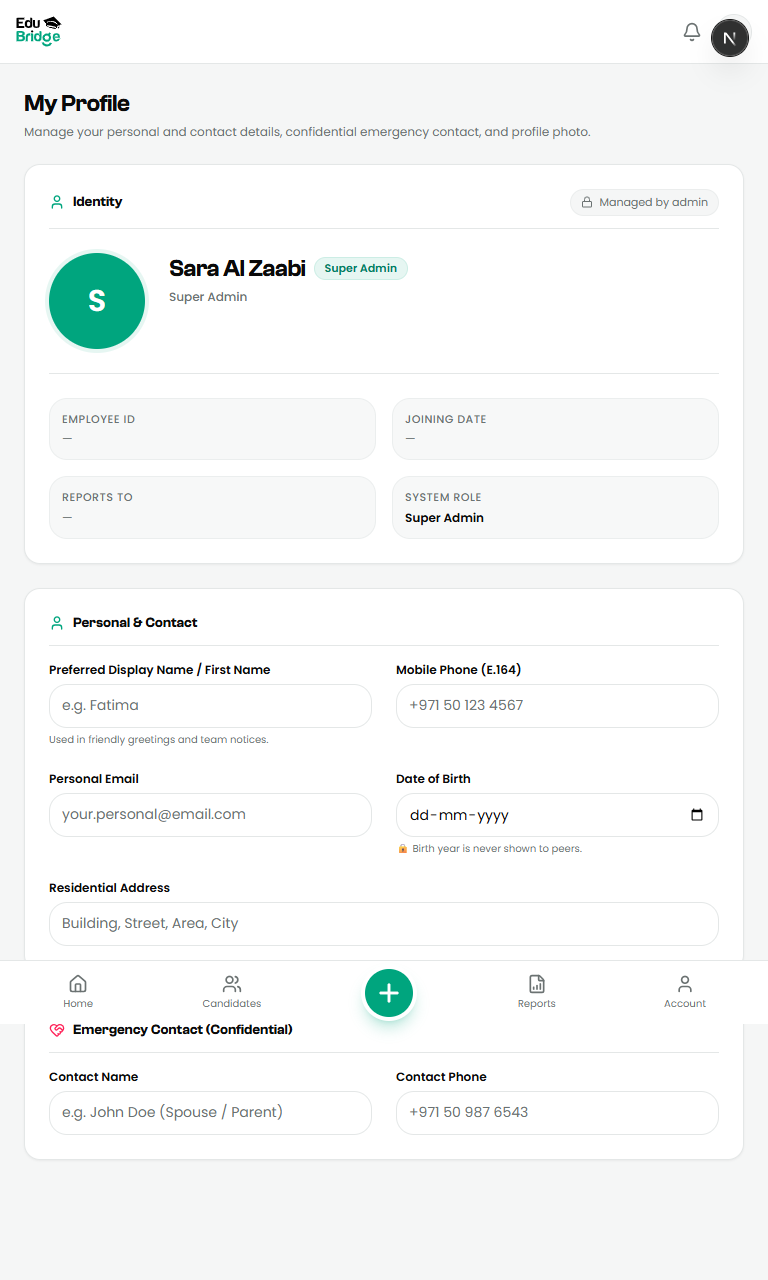 Edu
Bridge
N
My Profile
Manage your personal and contact details, confidential emergency contact, and profile photo.
Identity
Managed by admin
S
Sara Al Zaabi
Super Admin
Super Admin
EMPLOYEE ID
—
JOINING DATE
—
REPORTS TO
—
SYSTEM ROLE
Super Admin
Personal & Contact
Preferred Display Name / First Name
e.g. Fatima
Used in friendly greetings and team notices.
Mobile Phone (E.164)
+971 50 123 4567
Personal Email
your.personal@email.com
Date of Birth
dd-mm-yyyy
🔒 Birth year is never shown to peers.
Residential Address
Building, Street, Area, City
Home
Candidates
Reports
Account
Emergency Contact (Confidential)
Contact Name
e.g. John Doe (Spouse / Parent)
Contact Phone
+971 50 987 6543